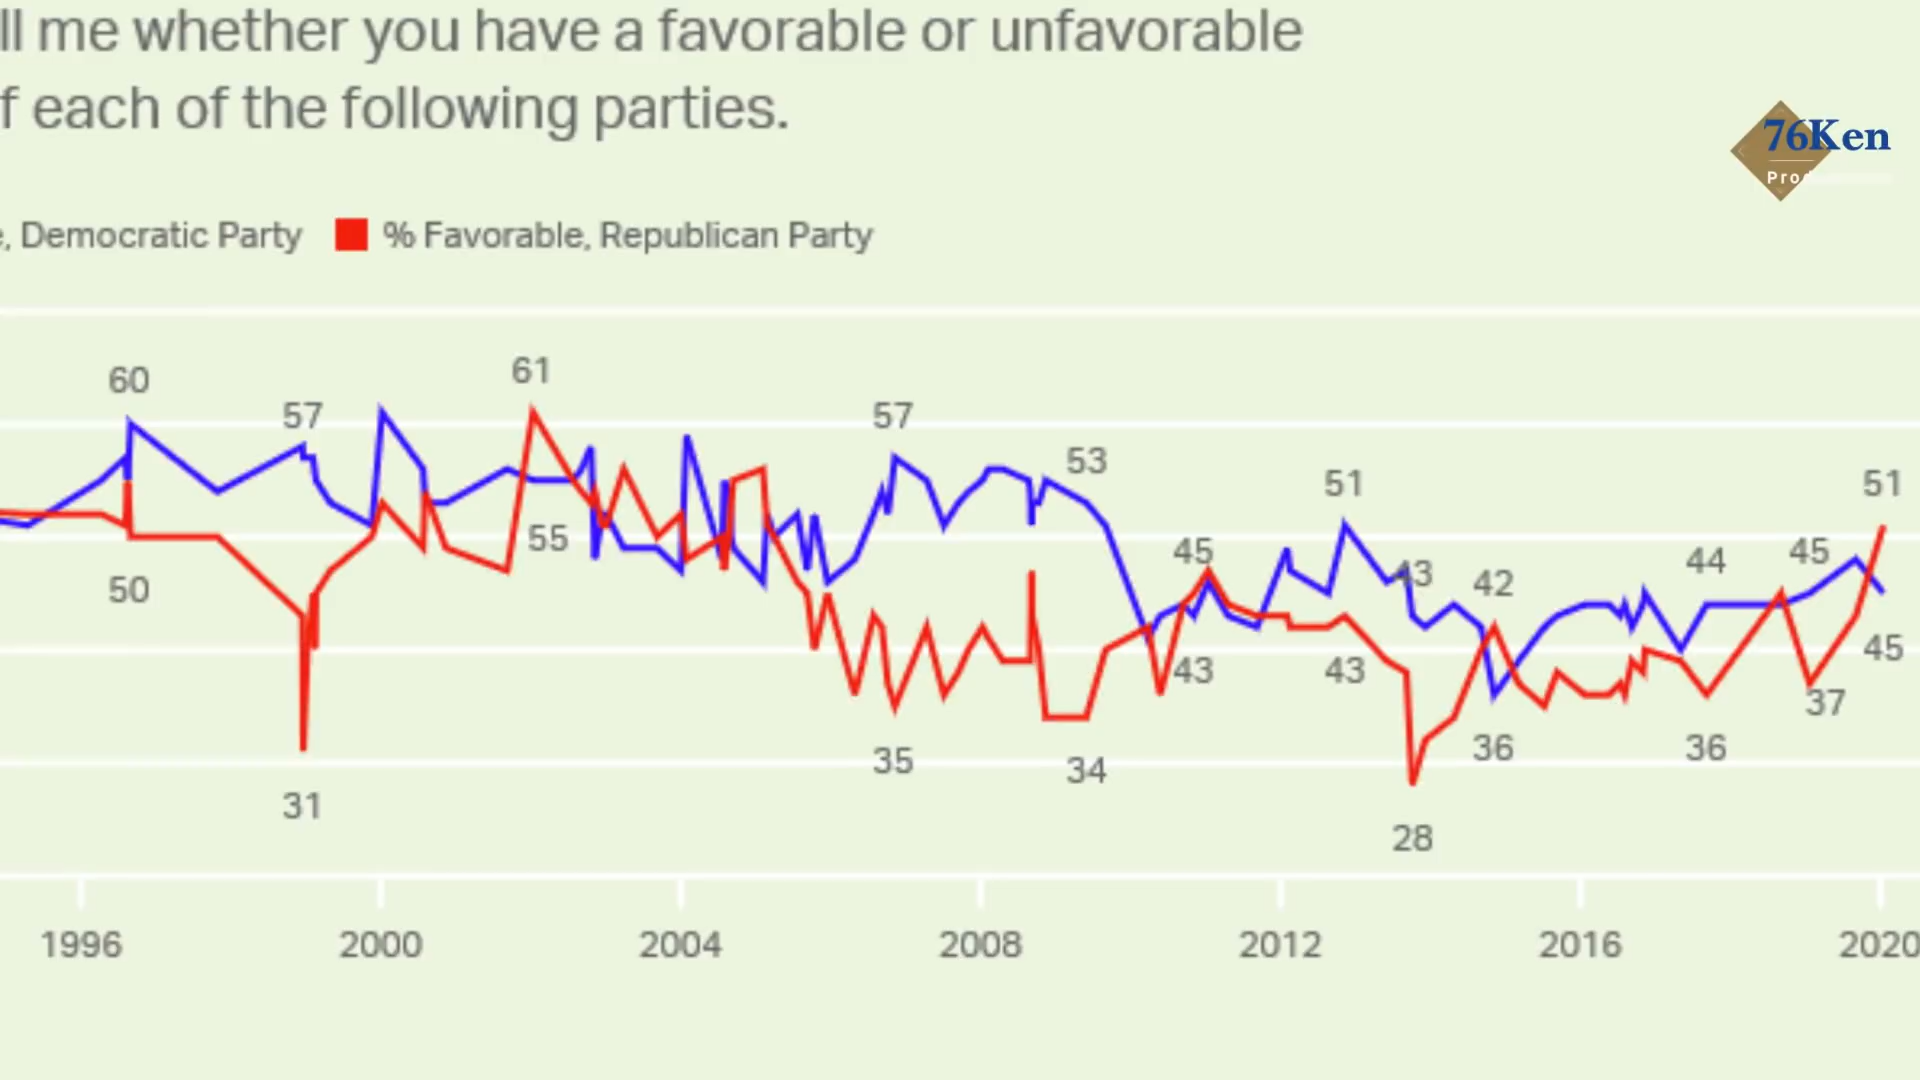 ll me whether you have a favorable or unfavorable
f each of the following parties.
76Ken
Prod
e, Democratic Party % Favorable, Republican Party
60 57 61 57 53 51 51
50 55 45 43 42 44 45
31 35 34 43 43 28 36 36 37 45
1996 2000 2004 2008 2012 2016 2020